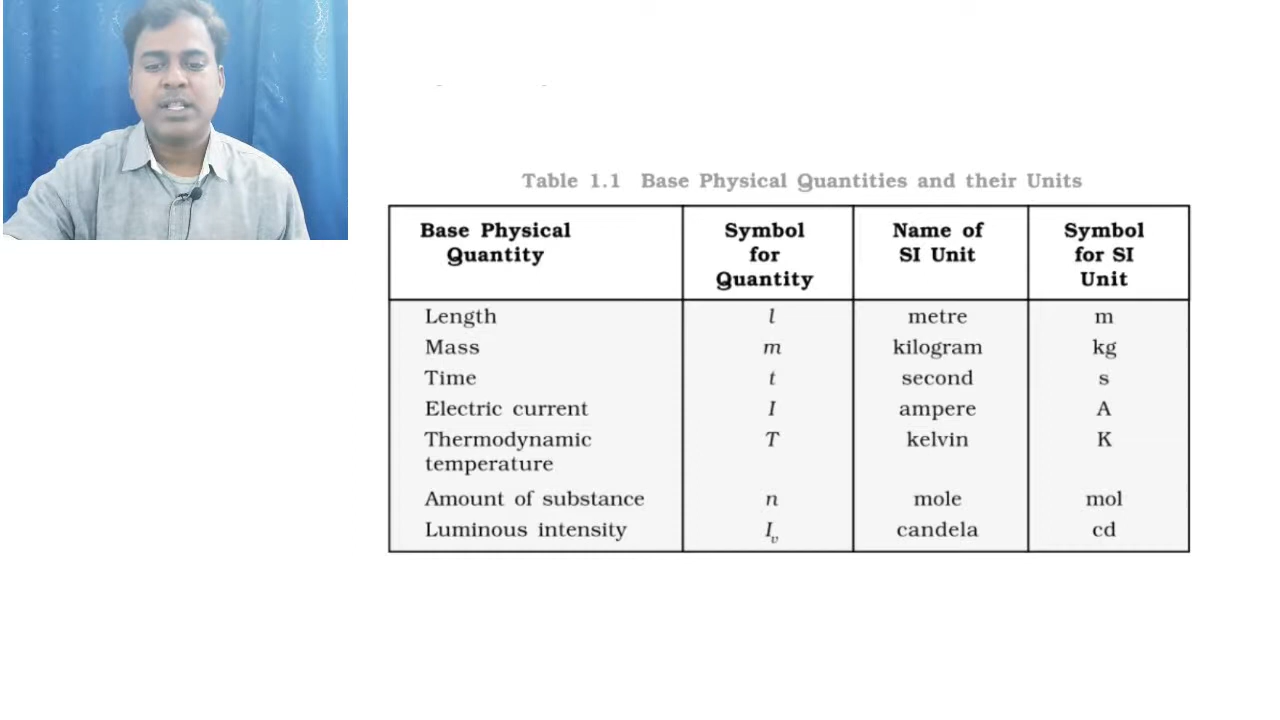 Table 1.1 Base Physical Quantities and their Units
Base Physical Quantity Symbol for Quantity Name of SI Unit Symbol for SI Unit
Length l metre m
Mass m kilogram kg
Time t second s
Electric current I ampere A
Thermodynamic temperature T kelvin K
Amount of substance n mole mol
Luminous intensity Iv candela cd